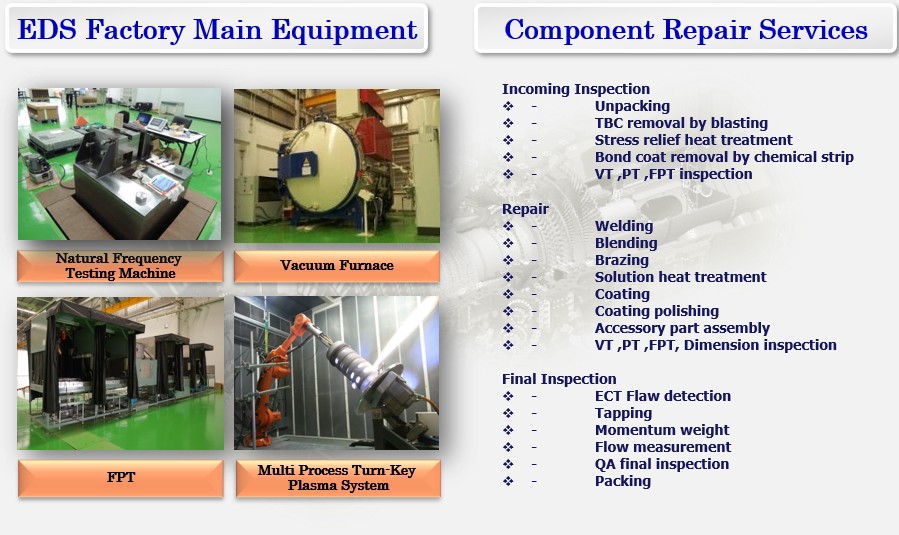 EDS Factory Main Equipment
Natural Frequency
Testing Machine
Vacuum Furnace
FPT
Multi Process Turn-Key
Plasma System
Component Repair Services
Incoming Inspection
❖ - Unpacking
❖ - TBC removal by blasting
❖ - Stress relief heat treatment
❖ - Bond coat removal by chemical strip
❖ - VT ,PT ,FPT inspection
Repair
❖ - Welding
❖ - Blending
❖ - Brazing
❖ - Solution heat treatment
❖ - Coating
❖ - Coating polishing
❖ - Accessory part assembly
❖ - VT ,PT ,FPT, Dimension inspection
Final Inspection
❖ - ECT Flaw detection
❖ - Tapping
❖ - Momentum weight
❖ - Flow measurement
❖ - QA final inspection
❖ - Packing